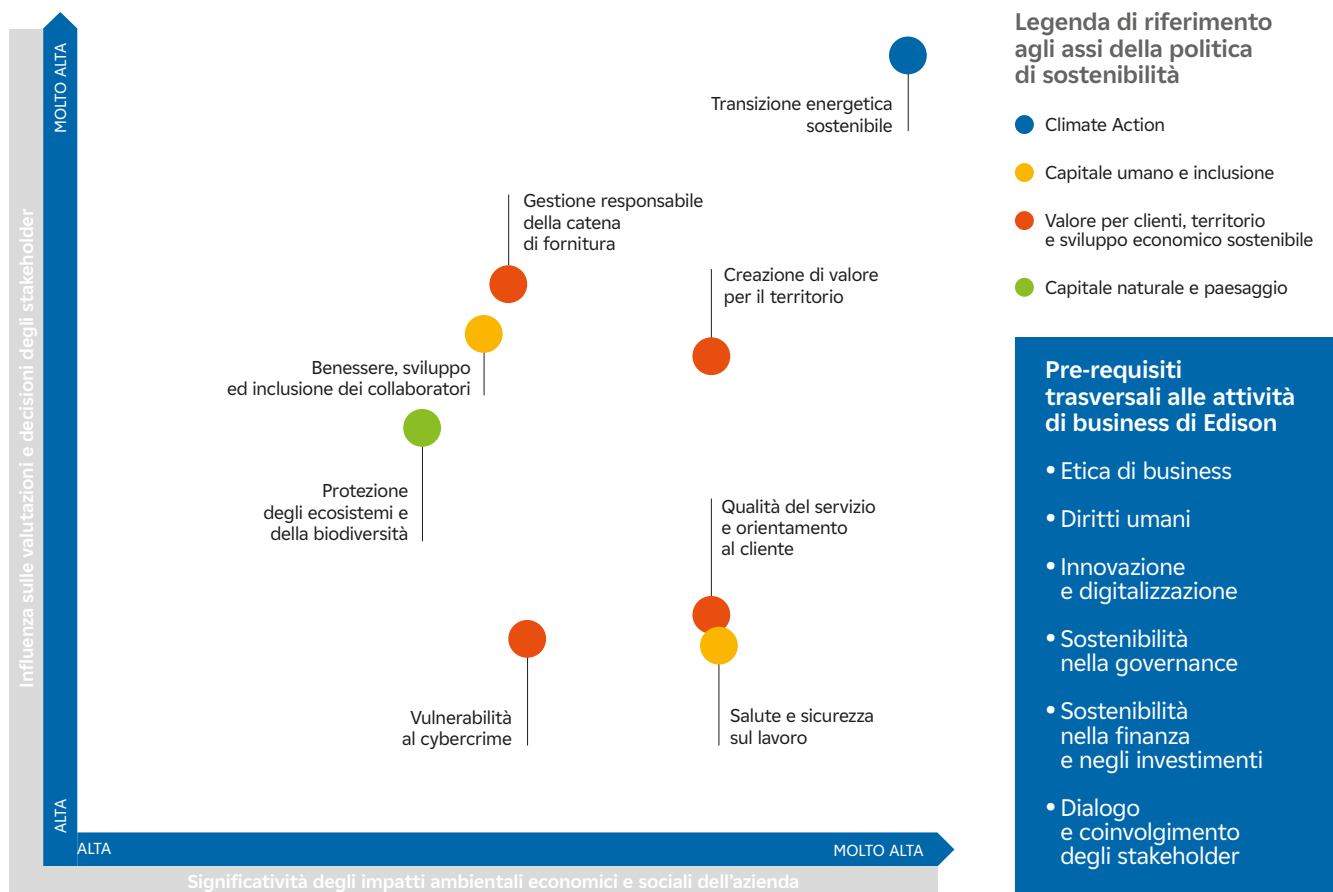 Influenza sulle valutazioni e decisioni degli stakeholder
MOLTO ALTA
ALTA
Transizione energetica
sostenibile
Gestione responsabile
della catena
di fornitura
Creazione di valore
per il territorio
Benessere, sviluppo
ed inclusione dei collaboratori
Protezione
degli ecosistemi e
della biodiversità
Qualità del servizio
e orientamento
al cliente
Vulnerabilità
al cybercrime
Salute e sicurezza
sul lavoro
ALTA
MOLTO ALTA
Significatività degli impatti ambientali economici e sociali dell'azienda
Legenda di riferimento
agli assi della politica
di sostenibilità
Climate Action
Capitale umano e inclusione
Valore per clienti, territorio
e sviluppo economico sostenibile
Capitale naturale e paesaggio
Pre-requisiti
trasversali alle attività
di business di Edison
• Etica di business
• Diritti umani
• Innovazione
e digitalizzazione
• Sostenibilità
nella governance
• Sostenibilità
nella finanza
e negli investimenti
• Dialogo
e coinvolgimento
degli stakeholder